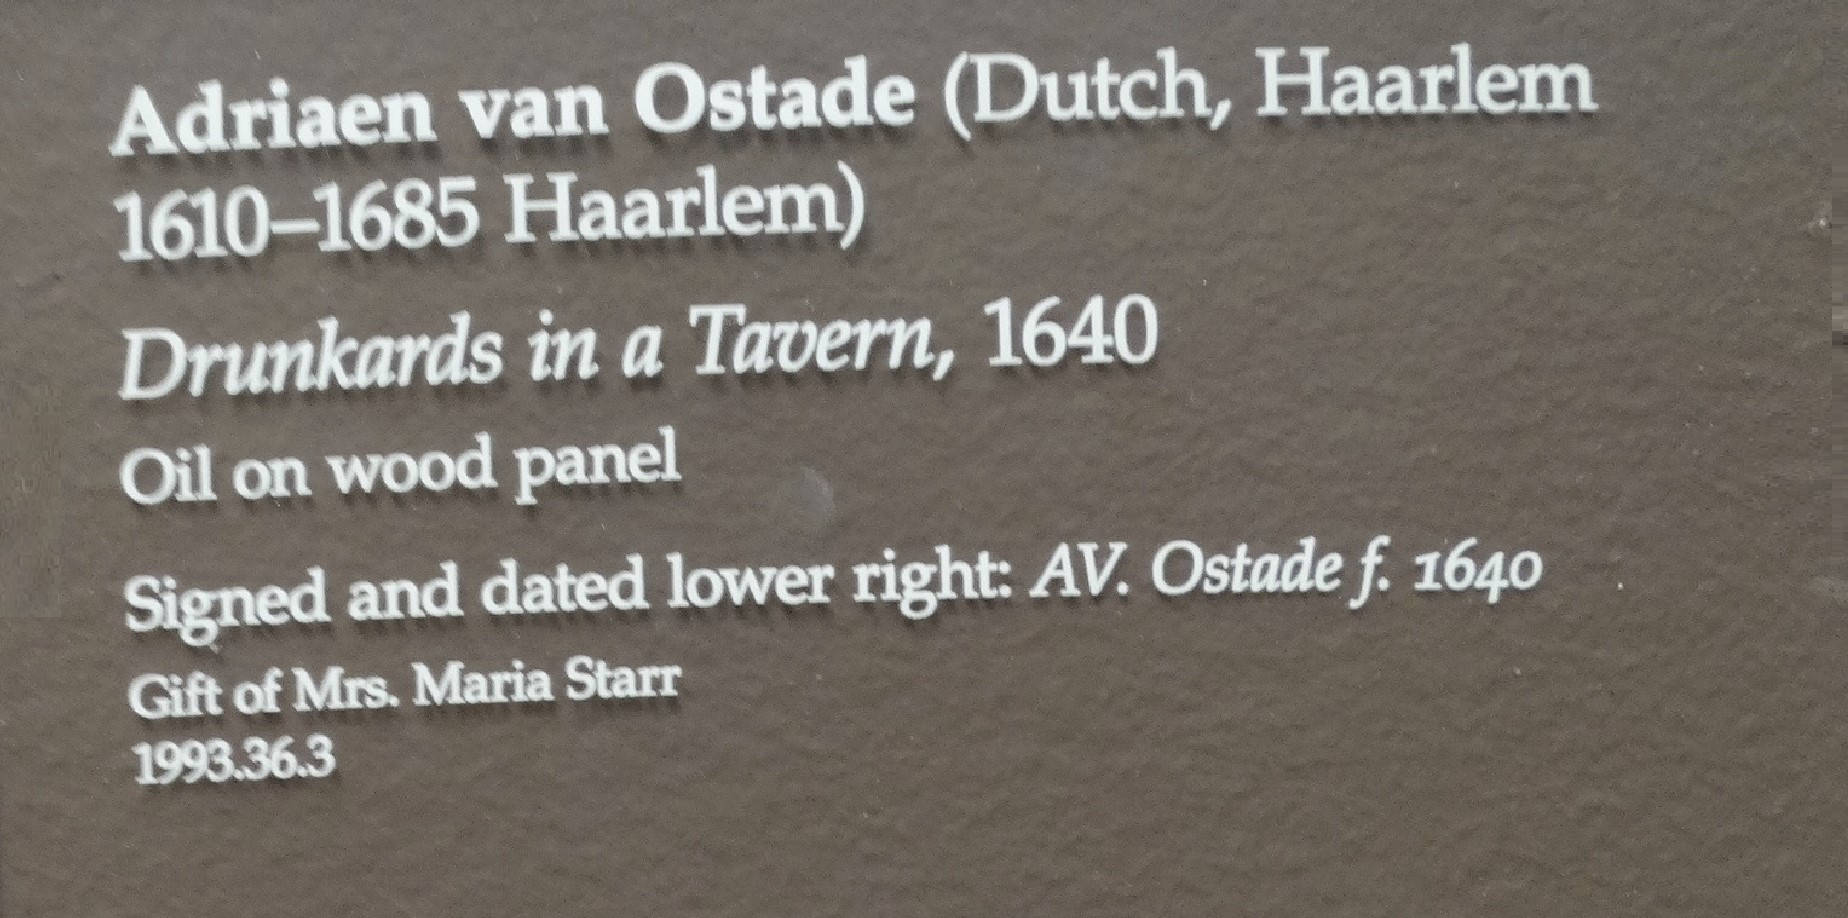 Adriaen van Ostade (Dutch, Haarlem
1610–1685 Haarlem)
Drunkards in a Tavern, 1640
Oil on wood panel
Signed and dated lower right: AV. Ostade f. 1640
Gift of Mrs. Maria Starr
1993.36.3